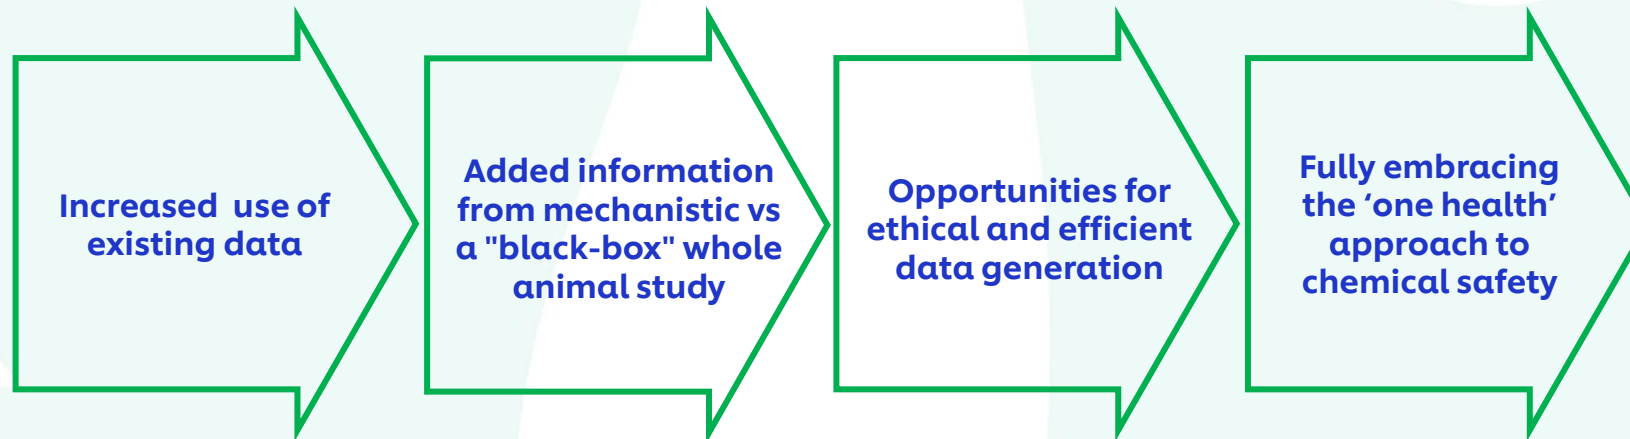 Increased  use of
existing data
Added information
from mechanistic vs
a "black-box" whole
animal study
Opportunities for
ethical and efficient
data generation
Fully embracing
the ‘one health’
approach to
chemical safety